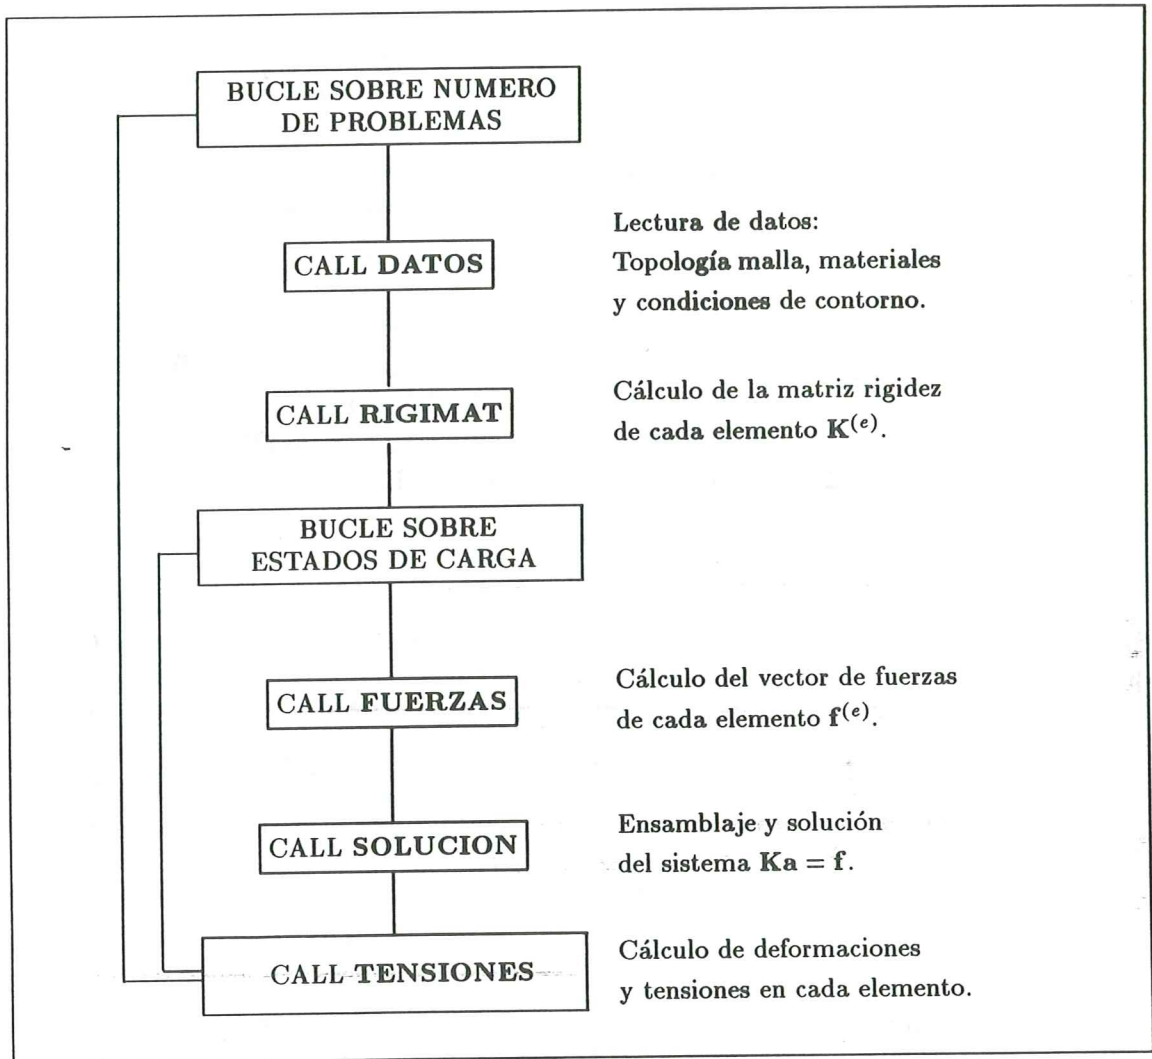 BUCLE SOBRE NUMERO
DE PROBLEMAS
CALL DATOS
Lectura de datos:
Topología malla, materiales
y condiciones de contorno.
CALL RIGIMAT
Cálculo de la matriz rigidez
de cada elemento K^(e).
BUCLE SOBRE
ESTADOS DE CARGA
CALL FUERZAS
Cálculo del vector de fuerzas
de cada elemento f^(e).
CALL SOLUCION
Ensamblaje y solución
del sistema Ka = f.
CALL TENSIONES
Cálculo de deformaciones
y tensiones en cada elemento.